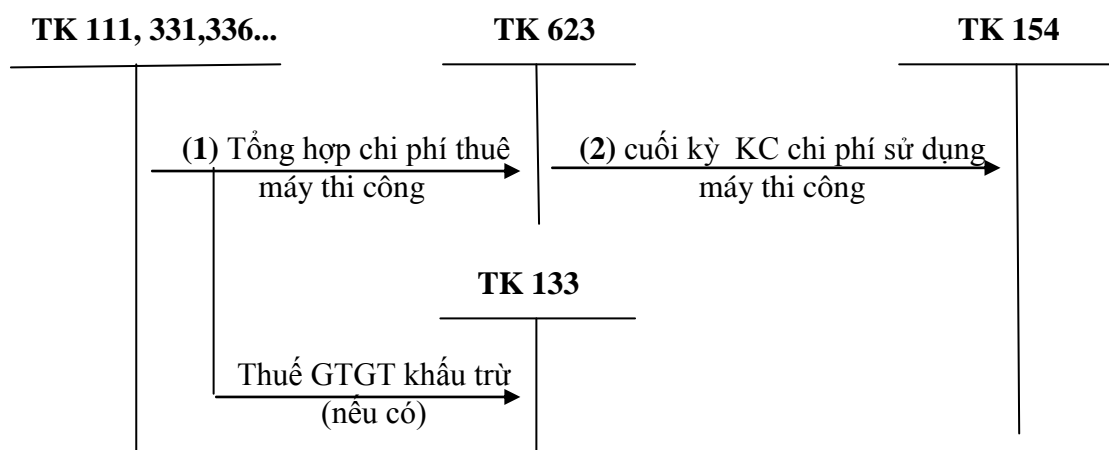 TK 111, 331,336...
TK 623
TK 154
(1) Tổng hợp chi phí thuê
máy thi công
(2) cuối kỳ KC chi phí sử dụng
máy thi công
TK 133
Thuế GTGT khấu trừ
(nếu có)